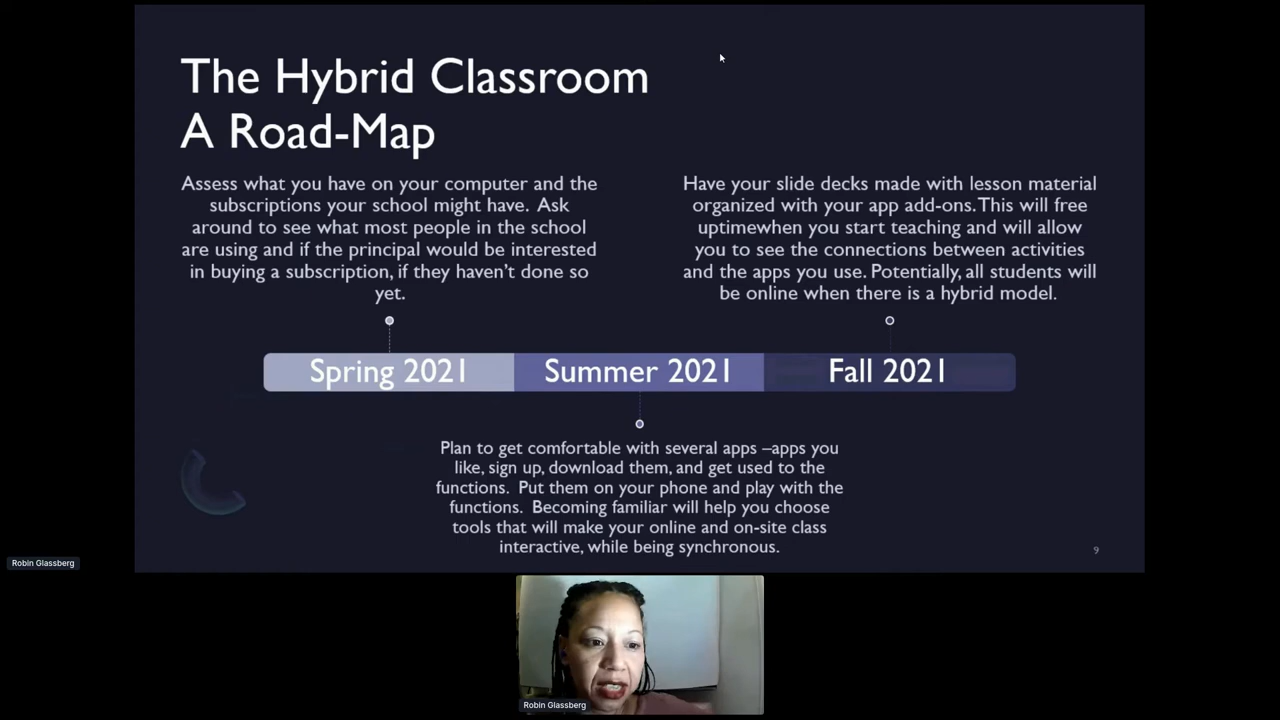 The Hybrid Classroom
A Road-Map
Assess what you have on your computer and the
subscriptions your school might have. Ask
around to see what most people in the school
are using and if the principal would be interested
in buying a subscription, if they haven’t done so
yet.
Have your slide decks made with lesson material
organized with your app add-ons. This will free
uptimewhen you start teaching and will allow
you to see the connections between activities
and the apps you use. Potentially, all students will
be online when there is a hybrid model.
Spring 2021
Summer 2021
Fall 2021
Plan to get comfortable with several apps –apps you
like, sign up, download them, and get used to the
functions. Put them on your phone and play with the
functions. Becoming familiar will help you choose
tools that will make your online and on-site class
interactive, while being synchronous.
9
Robin Glassberg
Robin Glassberg